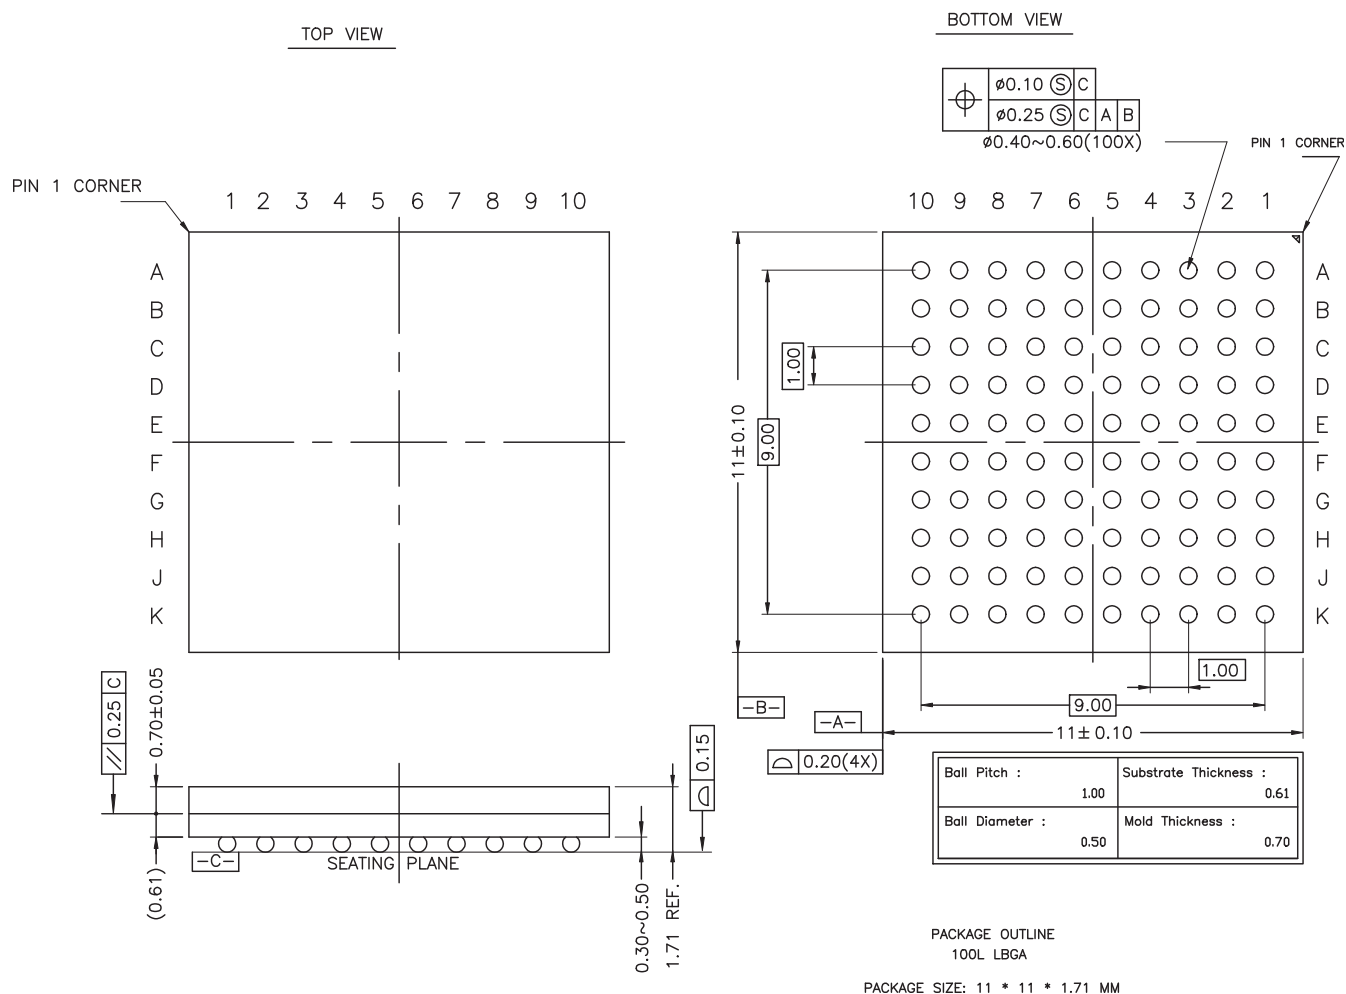 TOP VIEW
BOTTOM VIEW
⌀0.10 Ⓢ C
⌀0.25 Ⓢ C A B
⌀0.40~0.60(100X)
PIN 1 CORNER
PIN 1 CORNER
1 2 3 4 5 6 7 8 9 10
10 9 8 7 6 5 4 3 2 1
A
B
C
D
E
F
G
H
J
K
A
B
C
D
E
F
G
H
J
K
1.00
9.00
11±0.10
1.00
9.00
11±0.10
-B-
-A-
0.20(4X)
// 0.25 C
0.70±0.05
(0.61)
-C-
SEATING PLANE
0.30~0.50
1.71 REF.
0.15
Ball Pitch :
1.00
Substrate Thickness :
0.61
Ball Diameter :
0.50
Mold Thickness :
0.70
PACKAGE OUTLINE
100L LBGA
PACKAGE SIZE: 11 * 11 * 1.71 MM